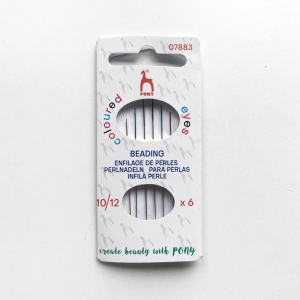 07883
PONY
coloured eyes
BEADING
ENFILAGE DE PERLES
PERLNADELN PARA PERLAS
INFILA PERLE
10/12 x 6
create beauty with PONY